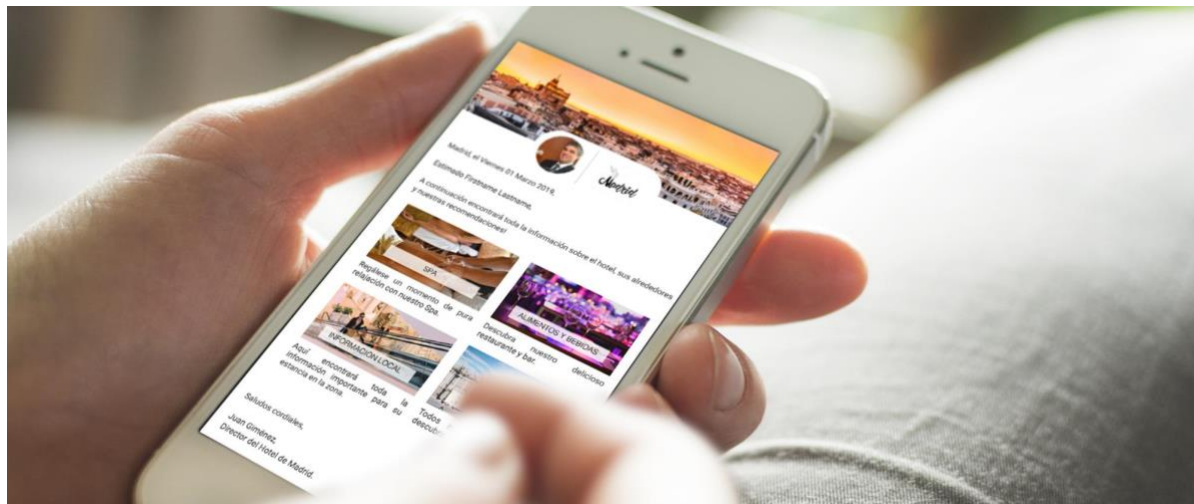 Madrid
Madrid, el Viernes 01 Marzo 2019,
Estimado Firstname Lastname,
A continuación encontrará toda la información sobre el hotel, sus alrededores
y nuestras recomendaciones!
SPA
Regálese un momento de pura
relajación con nuestro Spa.
ALIMENTOS Y BEBIDAS
Descubra nuestro delicioso
restaurante y bar.
INFORMACION LOCAL
Aquí encontrará toda la
información importante para su
estancia en la zona.
Todos
Saludos cordiales,
Juan Giménez,
Director del Hotel de Madrid.